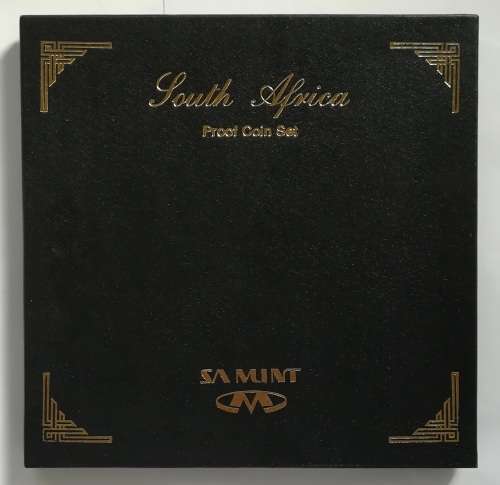 South Africa
Proof Coin Set
SA MINT